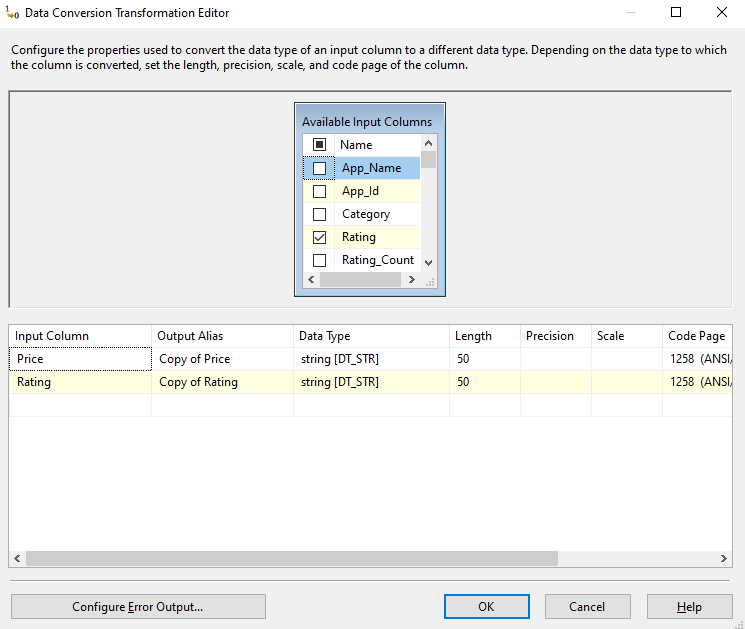 Data Conversion Transformation Editor
Configure the properties used to convert the data type of an input column to a different data type. Depending on the data type to which
the column is converted, set the length, precision, scale, and code page of the column.
Available Input Columns
Name
App_Name
App_Id
Category
Rating
Rating_Count
Input Column Output Alias Data Type Length Precision Scale Code Page
Price Copy of Price string [DT_STR] 50 1258 (ANSI/
Rating Copy of Rating string [DT_STR] 50 1258 (ANSI/
Configure Error Output... OK Cancel Help